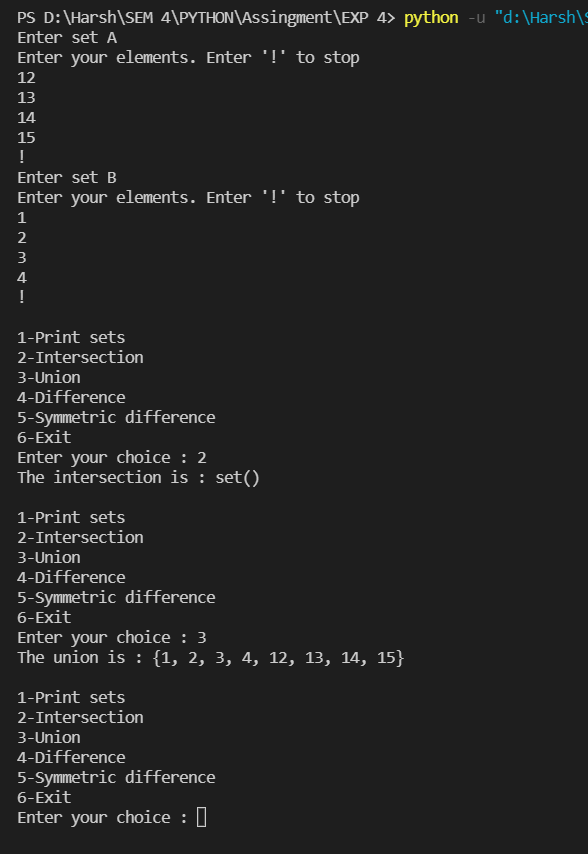 PS D:\Harsh\SEM 4\PYTHON\Assingment\EXP 4> python -u "d:\Harsh\S
Enter set A
Enter your elements. Enter '!' to stop
12
13
14
15
!
Enter set B
Enter your elements. Enter '!' to stop
1
2
3
4
!

1-Print sets
2-Intersection
3-Union
4-Difference
5-Symmetric difference
6-Exit
Enter your choice : 2
The intersection is : set()

1-Print sets
2-Intersection
3-Union
4-Difference
5-Symmetric difference
6-Exit
Enter your choice : 3
The union is : {1, 2, 3, 4, 12, 13, 14, 15}

1-Print sets
2-Intersection
3-Union
4-Difference
5-Symmetric difference
6-Exit
Enter your choice :